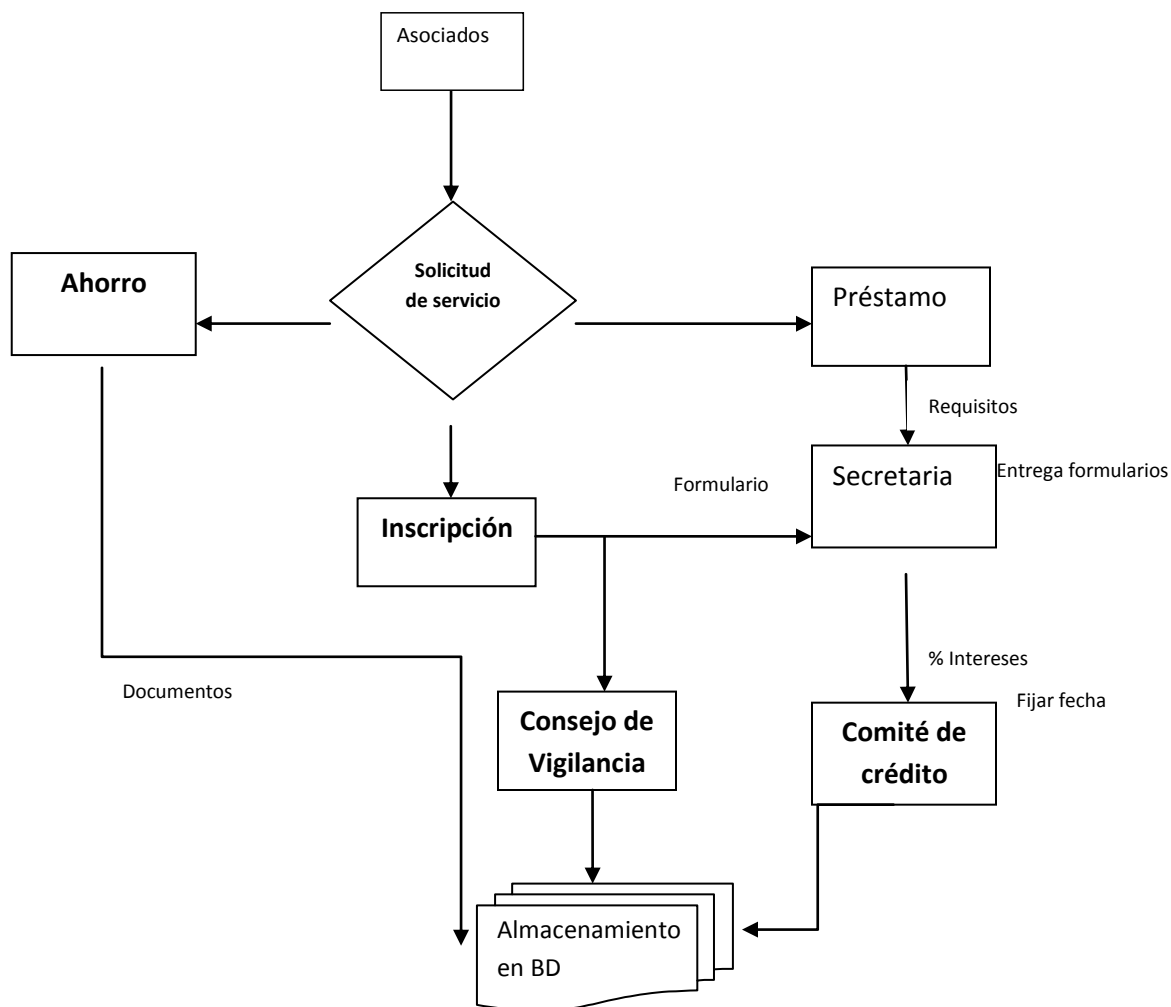 Asociados
Solicitud
de servicio
Ahorro
Préstamo
Requisitos
Secretaria
Entrega formularios
Formulario
Inscripción
% Intereses
Documentos
Fijar fecha
Consejo de
Vigilancia
Comité de
crédito
Almacenamiento
en BD